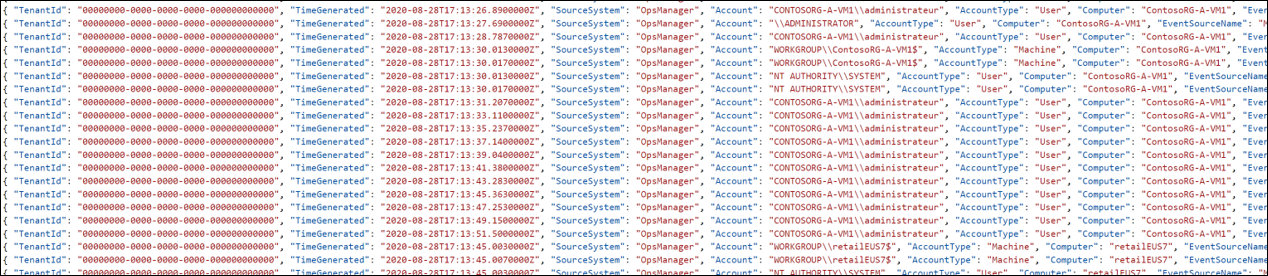 { "TenantId": "00000000-0000-0000-0000-000000000000", "TimeGenerated": "2020-08-28T17:13:26.8900000Z", "SourceSystem": "OpsManager", "Account": "CONTOSORG-A-VM1\\administrateur", "AccountType": "User", "Computer": "ContosoRG-A-VM1", "Even
{ "TenantId": "00000000-0000-0000-0000-000000000000", "TimeGenerated": "2020-08-28T17:13:27.6900000Z", "SourceSystem": "OpsManager", "Account": "\\ADMINISTRATOR", "AccountType": "User", "Computer": "ContosoRG-A-VM1", "EventSourceName": "M
{ "TenantId": "00000000-0000-0000-0000-000000000000", "TimeGenerated": "2020-08-28T17:13:28.7870000Z", "SourceSystem": "OpsManager", "Account": "CONTOSORG-A-VM1\\administrateur", "AccountType": "User", "Computer": "ContosoRG-A-VM1", "Even
{ "TenantId": "00000000-0000-0000-0000-000000000000", "TimeGenerated": "2020-08-28T17:13:30.0130000Z", "SourceSystem": "OpsManager", "Account": "WORKGROUP\\ContosoRG-A-VM1$", "AccountType": "Machine", "Computer": "ContosoRG-A-VM1", "Event
{ "TenantId": "00000000-0000-0000-0000-000000000000", "TimeGenerated": "2020-08-28T17:13:30.0170000Z", "SourceSystem": "OpsManager", "Account": "WORKGROUP\\ContosoRG-A-VM1$", "AccountType": "Machine", "Computer": "ContosoRG-A-VM1", "Event
{ "TenantId": "00000000-0000-0000-0000-000000000000", "TimeGenerated": "2020-08-28T17:13:30.0130000Z", "SourceSystem": "OpsManager", "Account": "NT AUTHORITY\\SYSTEM", "AccountType": "User", "Computer": "ContosoRG-A-VM1", "EventSourceName
{ "TenantId": "00000000-0000-0000-0000-000000000000", "TimeGenerated": "2020-08-28T17:13:30.0170000Z", "SourceSystem": "OpsManager", "Account": "NT AUTHORITY\\SYSTEM", "AccountType": "User", "Computer": "ContosoRG-A-VM1", "EventSourceName
{ "TenantId": "00000000-0000-0000-0000-000000000000", "TimeGenerated": "2020-08-28T17:13:31.2070000Z", "SourceSystem": "OpsManager", "Account": "CONTOSORG-A-VM1\\administrateur", "AccountType": "User", "Computer": "ContosoRG-A-VM1", "Even
{ "TenantId": "00000000-0000-0000-0000-000000000000", "TimeGenerated": "2020-08-28T17:13:33.1100000Z", "SourceSystem": "OpsManager", "Account": "CONTOSORG-A-VM1\\administrateur", "AccountType": "User", "Computer": "ContosoRG-A-VM1", "Even
{ "TenantId": "00000000-0000-0000-0000-000000000000", "TimeGenerated": "2020-08-28T17:13:35.2370000Z", "SourceSystem": "OpsManager", "Account": "CONTOSORG-A-VM1\\administrateur", "AccountType": "User", "Computer": "ContosoRG-A-VM1", "Even
{ "TenantId": "00000000-0000-0000-0000-000000000000", "TimeGenerated": "2020-08-28T17:13:37.1400000Z", "SourceSystem": "OpsManager", "Account": "CONTOSORG-A-VM1\\administrateur", "AccountType": "User", "Computer": "ContosoRG-A-VM1", "Even
{ "TenantId": "00000000-0000-0000-0000-000000000000", "TimeGenerated": "2020-08-28T17:13:39.0400000Z", "SourceSystem": "OpsManager", "Account": "CONTOSORG-A-VM1\\administrateur", "AccountType": "User", "Computer": "ContosoRG-A-VM1", "Even
{ "TenantId": "00000000-0000-0000-0000-000000000000", "TimeGenerated": "2020-08-28T17:13:41.3800000Z", "SourceSystem": "OpsManager", "Account": "CONTOSORG-A-VM1\\administrateur", "AccountType": "User", "Computer": "ContosoRG-A-VM1", "Even
{ "TenantId": "00000000-0000-0000-0000-000000000000", "TimeGenerated": "2020-08-28T17:13:43.2830000Z", "SourceSystem": "OpsManager", "Account": "CONTOSORG-A-VM1\\administrateur", "AccountType": "User", "Computer": "ContosoRG-A-VM1", "Even
{ "TenantId": "00000000-0000-0000-0000-000000000000", "TimeGenerated": "2020-08-28T17:13:45.3630000Z", "SourceSystem": "OpsManager", "Account": "CONTOSORG-A-VM1\\administrateur", "AccountType": "User", "Computer": "ContosoRG-A-VM1", "Even
{ "TenantId": "00000000-0000-0000-0000-000000000000", "TimeGenerated": "2020-08-28T17:13:47.2530000Z", "SourceSystem": "OpsManager", "Account": "CONTOSORG-A-VM1\\administrateur", "AccountType": "User", "Computer": "ContosoRG-A-VM1", "Even
{ "TenantId": "00000000-0000-0000-0000-000000000000", "TimeGenerated": "2020-08-28T17:13:49.1500000Z", "SourceSystem": "OpsManager", "Account": "CONTOSORG-A-VM1\\administrateur", "AccountType": "User", "Computer": "ContosoRG-A-VM1", "Even
{ "TenantId": "00000000-0000-0000-0000-000000000000", "TimeGenerated": "2020-08-28T17:13:51.5000000Z", "SourceSystem": "OpsManager", "Account": "CONTOSORG-A-VM1\\administrateur", "AccountType": "User", "Computer": "ContosoRG-A-VM1", "Even
{ "TenantId": "00000000-0000-0000-0000-000000000000", "TimeGenerated": "2020-08-28T17:13:45.0030000Z", "SourceSystem": "OpsManager", "Account": "WORKGROUP\\retailEUS7$", "AccountType": "Machine", "Computer": "retailEUS7", "EventSourceName
{ "TenantId": "00000000-0000-0000-0000-000000000000", "TimeGenerated": "2020-08-28T17:13:45.0070000Z", "SourceSystem": "OpsManager", "Account": "WORKGROUP\\retailEUS7$", "AccountType": "Machine", "Computer": "retailEUS7", "EventSourceName
{ "TenantId": "00000000-0000-0000-0000-000000000000", "TimeGenerated": "2020-08-28T17:13:45.0030000Z", "SourceSystem": "OpsManager", "Account": "NT AUTHORITY\\SYSTEM", "AccountType": "User", "Computer": "retailEUS7", "EventSourceName":